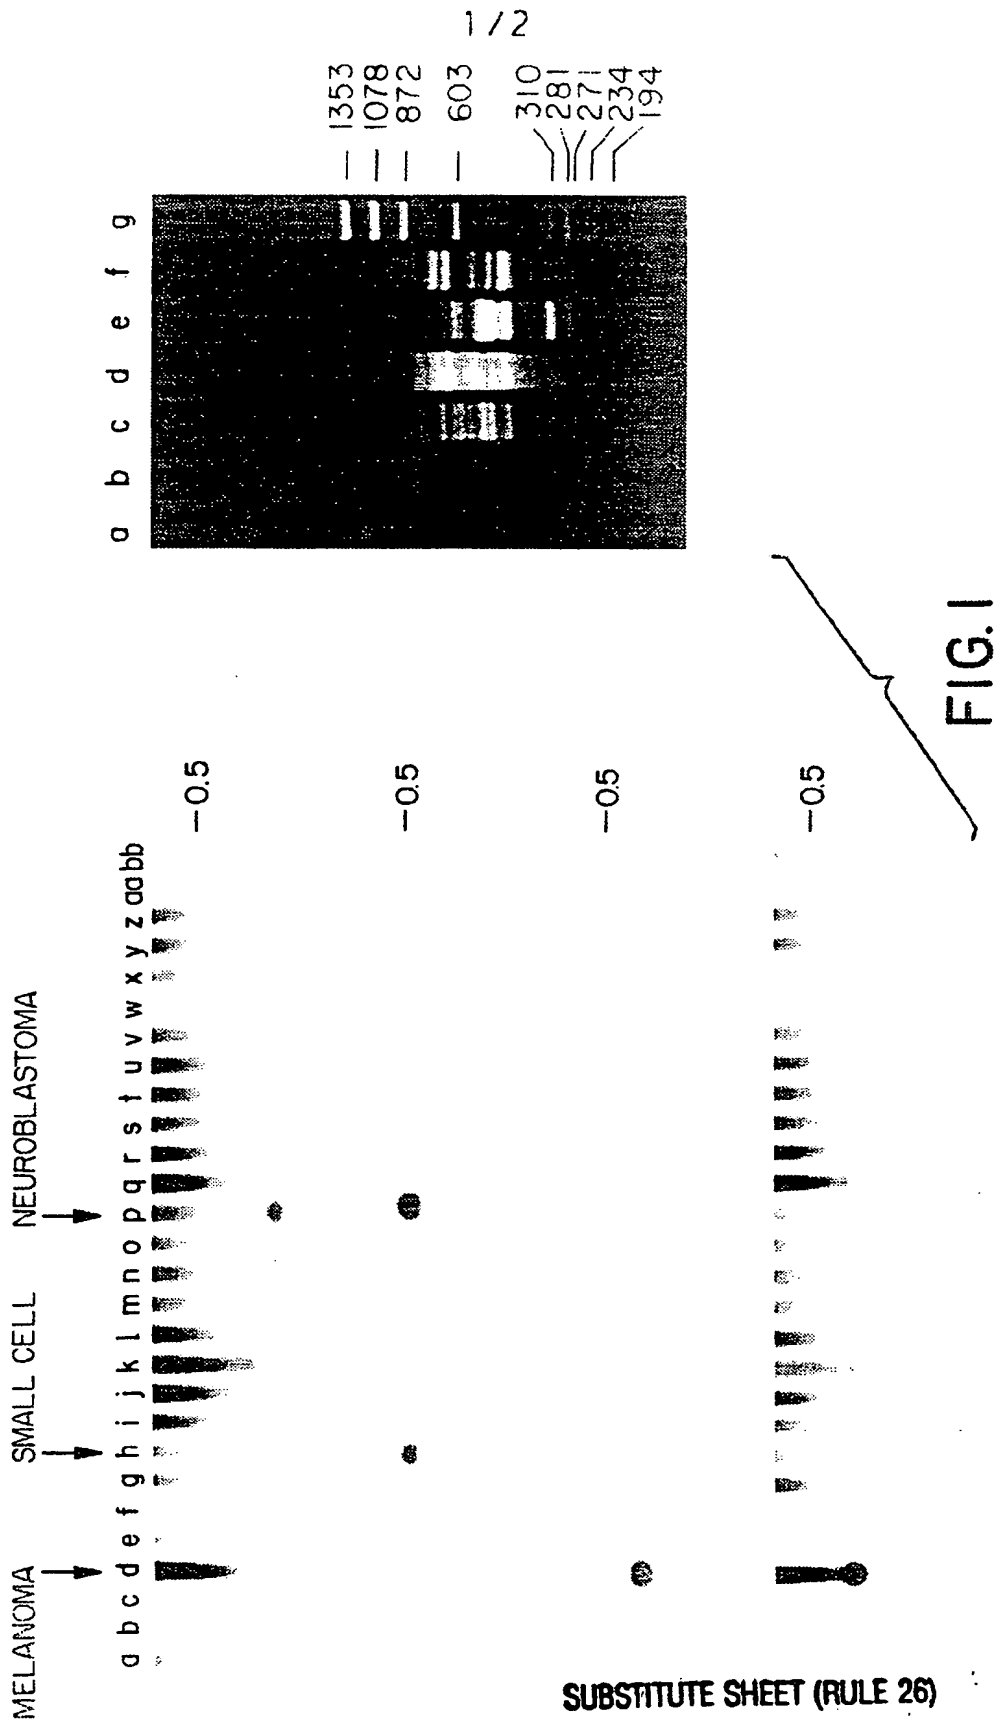 1/2
MELANOMA SMALL CELL NEUROBLASTOMA
a b c d e f g h i j k l m n o p q r s t u v w x y z aa bb
-0.5
-0.5
-0.5
-0.5
a b c d e f g
1353
1078
872
603
310
281
271
234
194
FIG. 1
SUBSTITUTE SHEET (RULE 26)